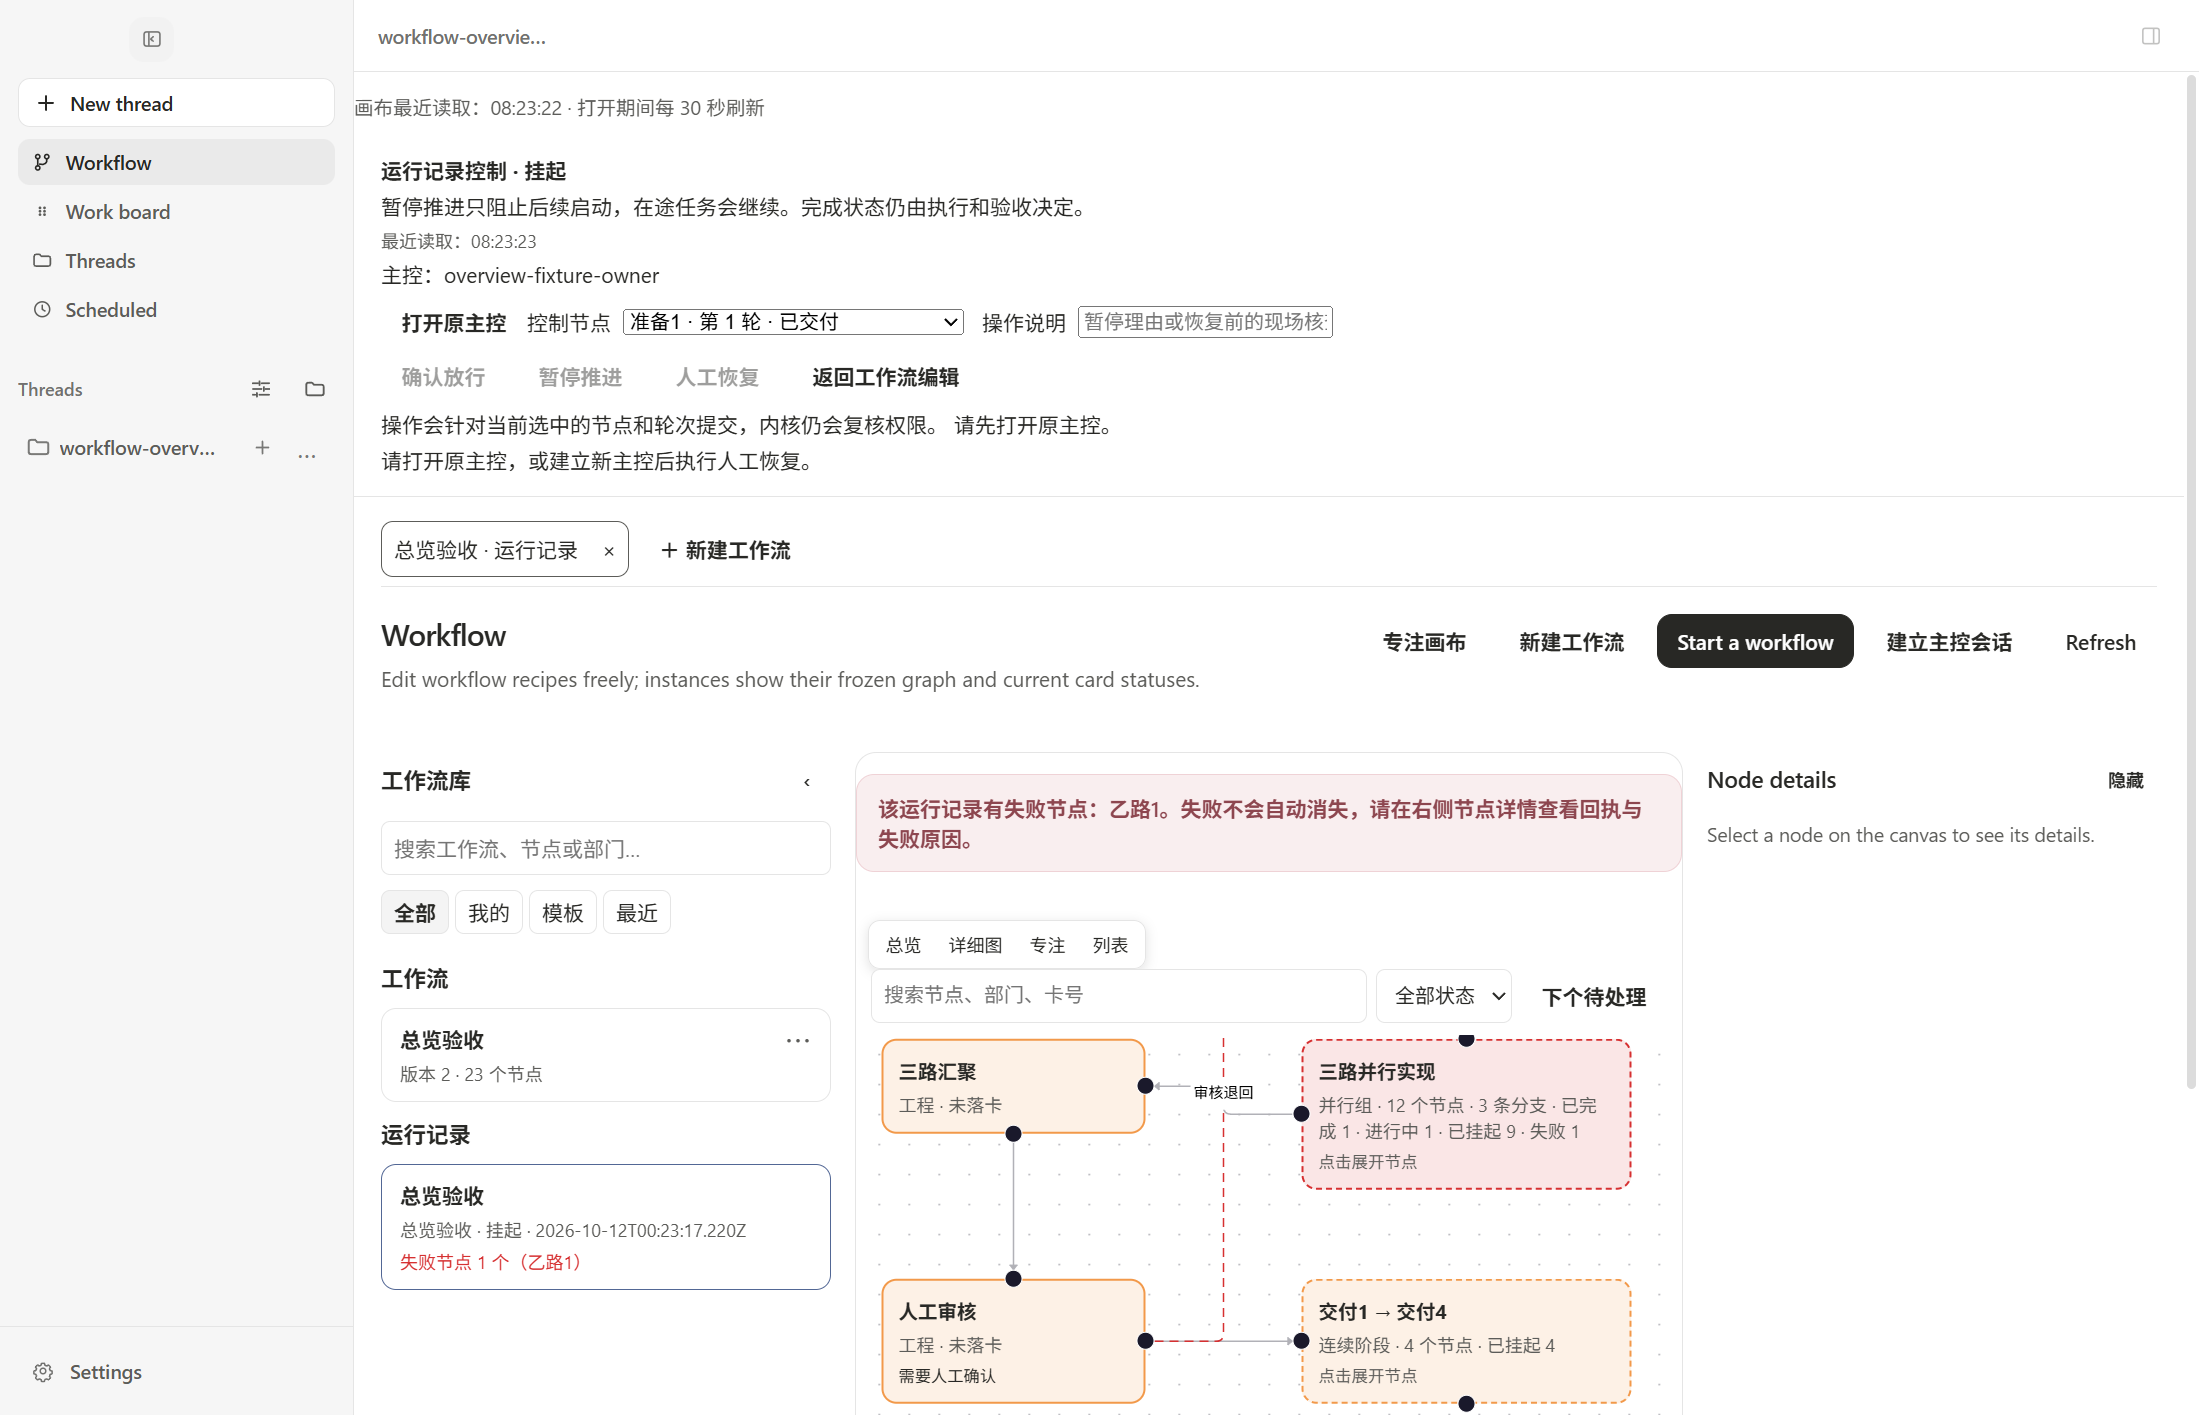 New thread
Workflow
Work board
Threads
Scheduled
Threads
workflow-overv...
Settings
workflow-overvie...
画布最近读取：08:23:22 · 打开期间每 30 秒刷新
运行记录控制 · 挂起
暂停推进只阻止后续启动，在途任务会继续。完成状态仍由执行和验收决定。
最近读取：08:23:23
主控：overview-fixture-owner
打开原主控 控制节点 准备1 · 第 1 轮 · 已交付 操作说明 暂停理由或恢复前的现场核
确认放行 暂停推进 人工恢复 返回工作流编辑
操作会针对当前选中的节点和轮次提交，内核仍会复核权限。 请先打开原主控。
请打开原主控，或建立新主控后执行人工恢复。
总览验收 · 运行记录 ×
+ 新建工作流
Workflow
Edit workflow recipes freely; instances show their frozen graph and current card statuses.
专注画布 新建工作流 Start a workflow 建立主控会话 Refresh
工作流库
搜索工作流、节点或部门...
全部 我的 模板 最近
工作流
总览验收
版本 2 · 23 个节点
运行记录
总览验收
总览验收 · 挂起 · 2026-10-12T00:23:17.220Z
失败节点 1 个（乙路1）
该运行记录有失败节点：乙路1。失败不会自动消失，请在右侧节点详情查看回执与
失败原因。
总览 详细图 专注 列表
搜索节点、部门、卡号
全部状态
下个待处理
三路汇聚
工程 · 未落卡
审核退回
三路并行实现
并行组 · 12 个节点 · 3 条分支 · 已完
成 1 · 进行中 1 · 已挂起 9 · 失败 1
点击展开节点
人工审核
工程 · 未落卡
需要人工确认
交付1 → 交付4
连续阶段 · 4 个节点 · 已挂起 4
点击展开节点
Node details
隐藏
Select a node on the canvas to see its details.